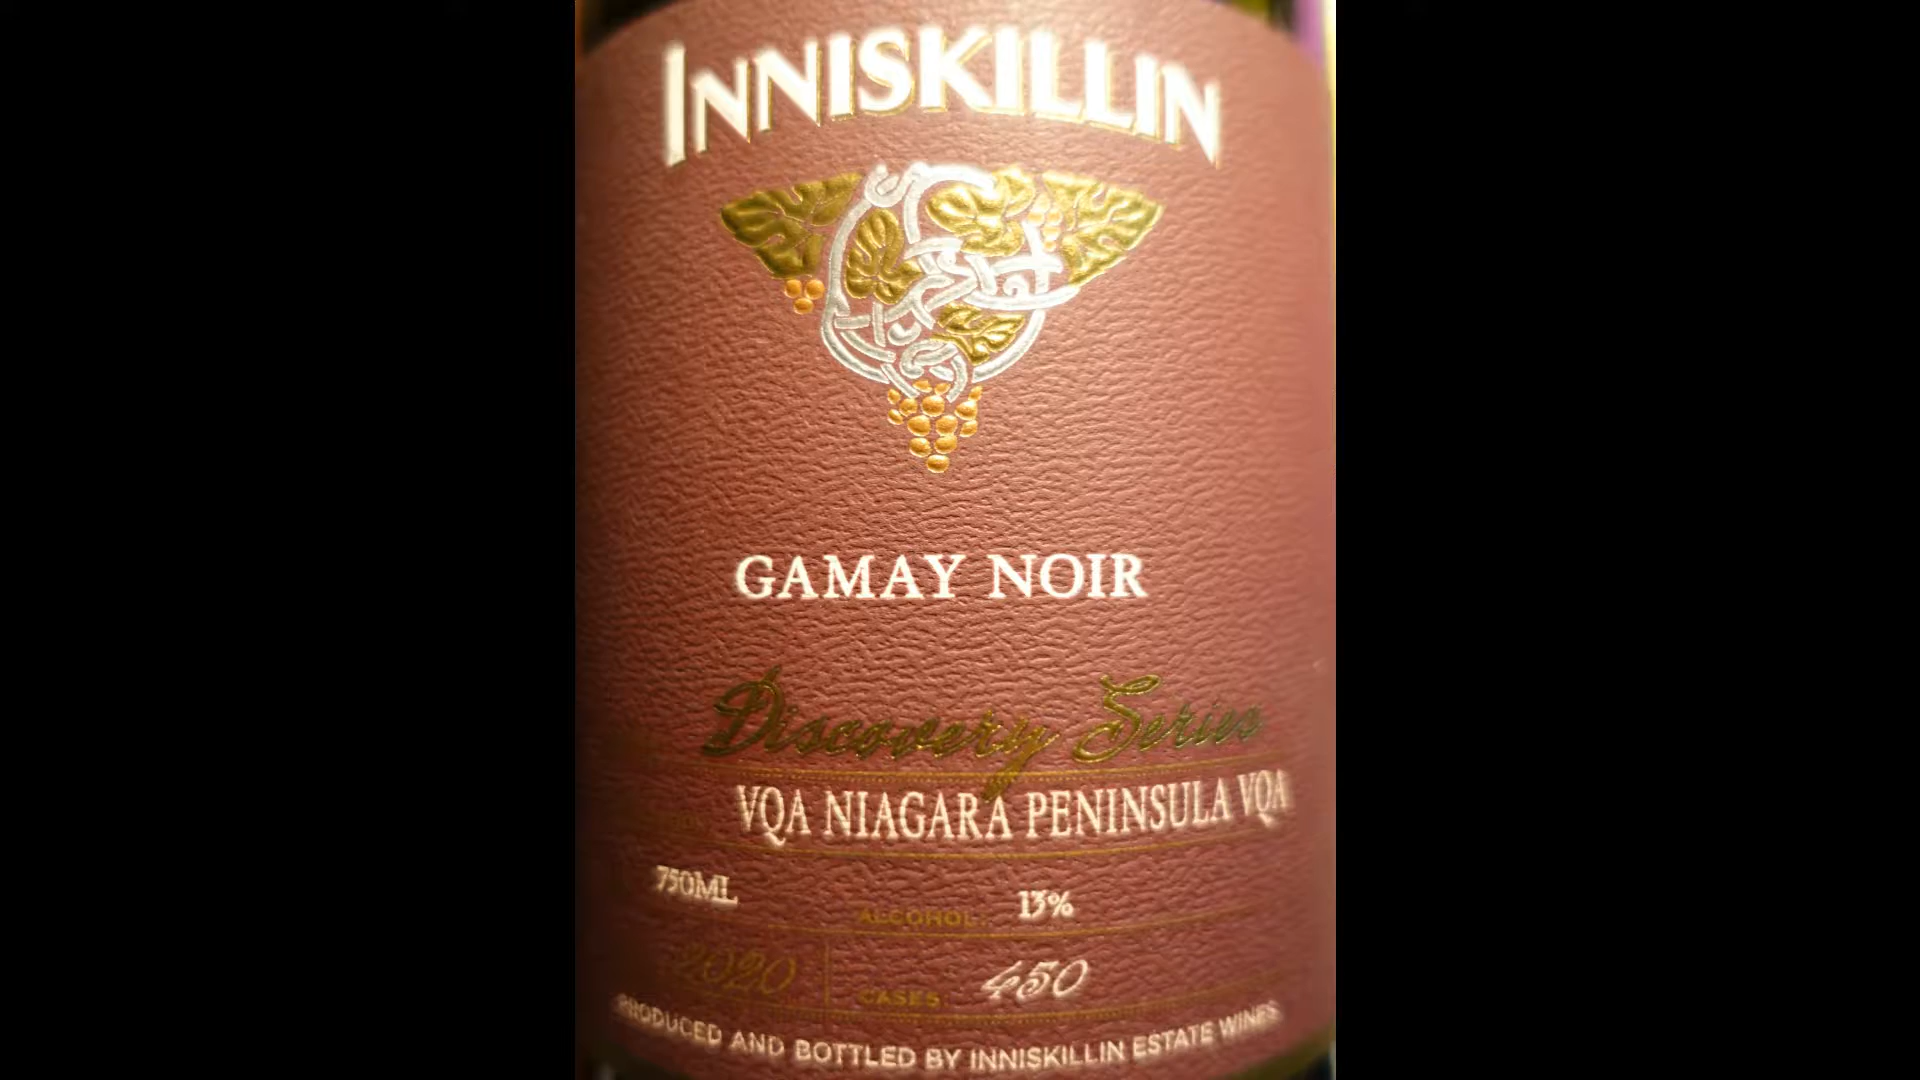 INNISKILLIN
GAMAY NOIR
Discovery Series
VQA NIAGARA PENINSULA VQA
750ML ALCOHOL: 13%
2020 CASES: 450
PRODUCED AND BOTTLED BY INNISKILLIN ESTATE WINES